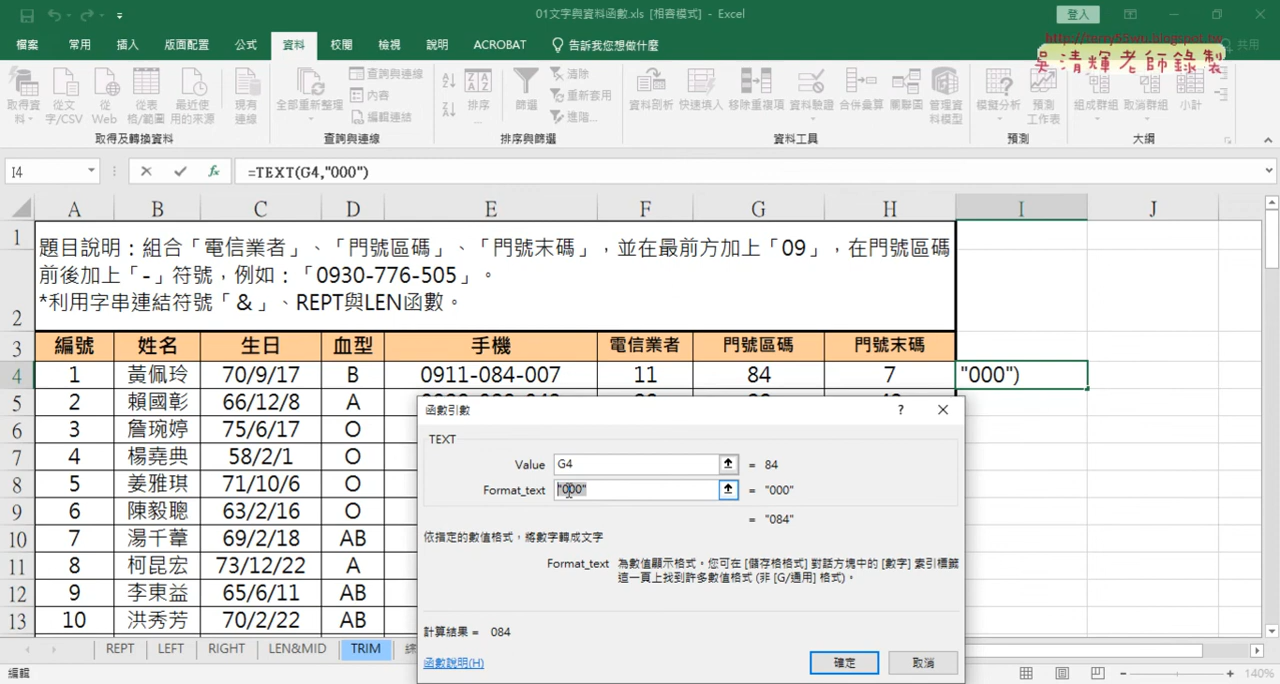 01文字與資料函數.xls [相容模式] - Excel
登入
http://terry55wu.blogspot.tw
吳清輝老師錄製
檔案 常用 插入 版面配置 公式 資料 校閱 檢視 說明 ACROBAT 告訴我您想做什麼 共用
取得資料 從文字/CSV 從 Web 從表格/範圍 最近使用的來源 現有連線 全部重新整理 查詢與連線 內容 編輯連結 排序 篩選 清除 重新套用 進階... 資料剖析 快速填入 移除重複項 資料驗證 合併彙算 關聯圖 管理資料模型 模擬分析 預測工作表 組成群組 取消群組 小計
取得及轉換資料 查詢與連線 排序與篩選 資料工具 預測 大綱
I4 fx =TEXT(G4,"000")
A B C D E F G H I J
1 題目說明：組合「電信業者」、「門號區碼」、「門號末碼」，並在最前方加上「09」，在門號區碼
前後加上「-」符號，例如：「0930-776-505」。
2 *利用字串連結符號「&」、REPT與LEN函數。
3 編號 姓名 生日 血型 手機 電信業者 門號區碼 門號末碼
4 1 黃佩玲 70/9/17 B 0911-084-007 11 84 7 "000")
5 2 賴國彰 66/12/8 A
6 3 詹琬婷 75/6/17 O
7 4 楊堯典 58/2/1 O
8 5 姜雅琪 71/10/6 O
9 6 陳毅聰 63/2/16 O
10 7 湯千葦 69/2/18 AB
11 8 柯昆宏 73/12/22 A
12 9 李東益 65/6/11 AB
13 10 洪秀芳 70/2/22 AB
函數引數 ?
TEXT
Value G4 = 84
Format_text "000" = "000"
= "084"
依指定的數值格式，將數字轉成文字
Format_text 為數值顯示格式。您可在 [儲存格格式] 對話方塊中的 [數字] 索引標籤
這一頁上找到許多數值格式 (非 [G/通用] 格式)。
計算結果 = 084
函數說明(H) 確定 取消
REPT LEFT RIGHT LEN&MID TRIM
編輯 140%